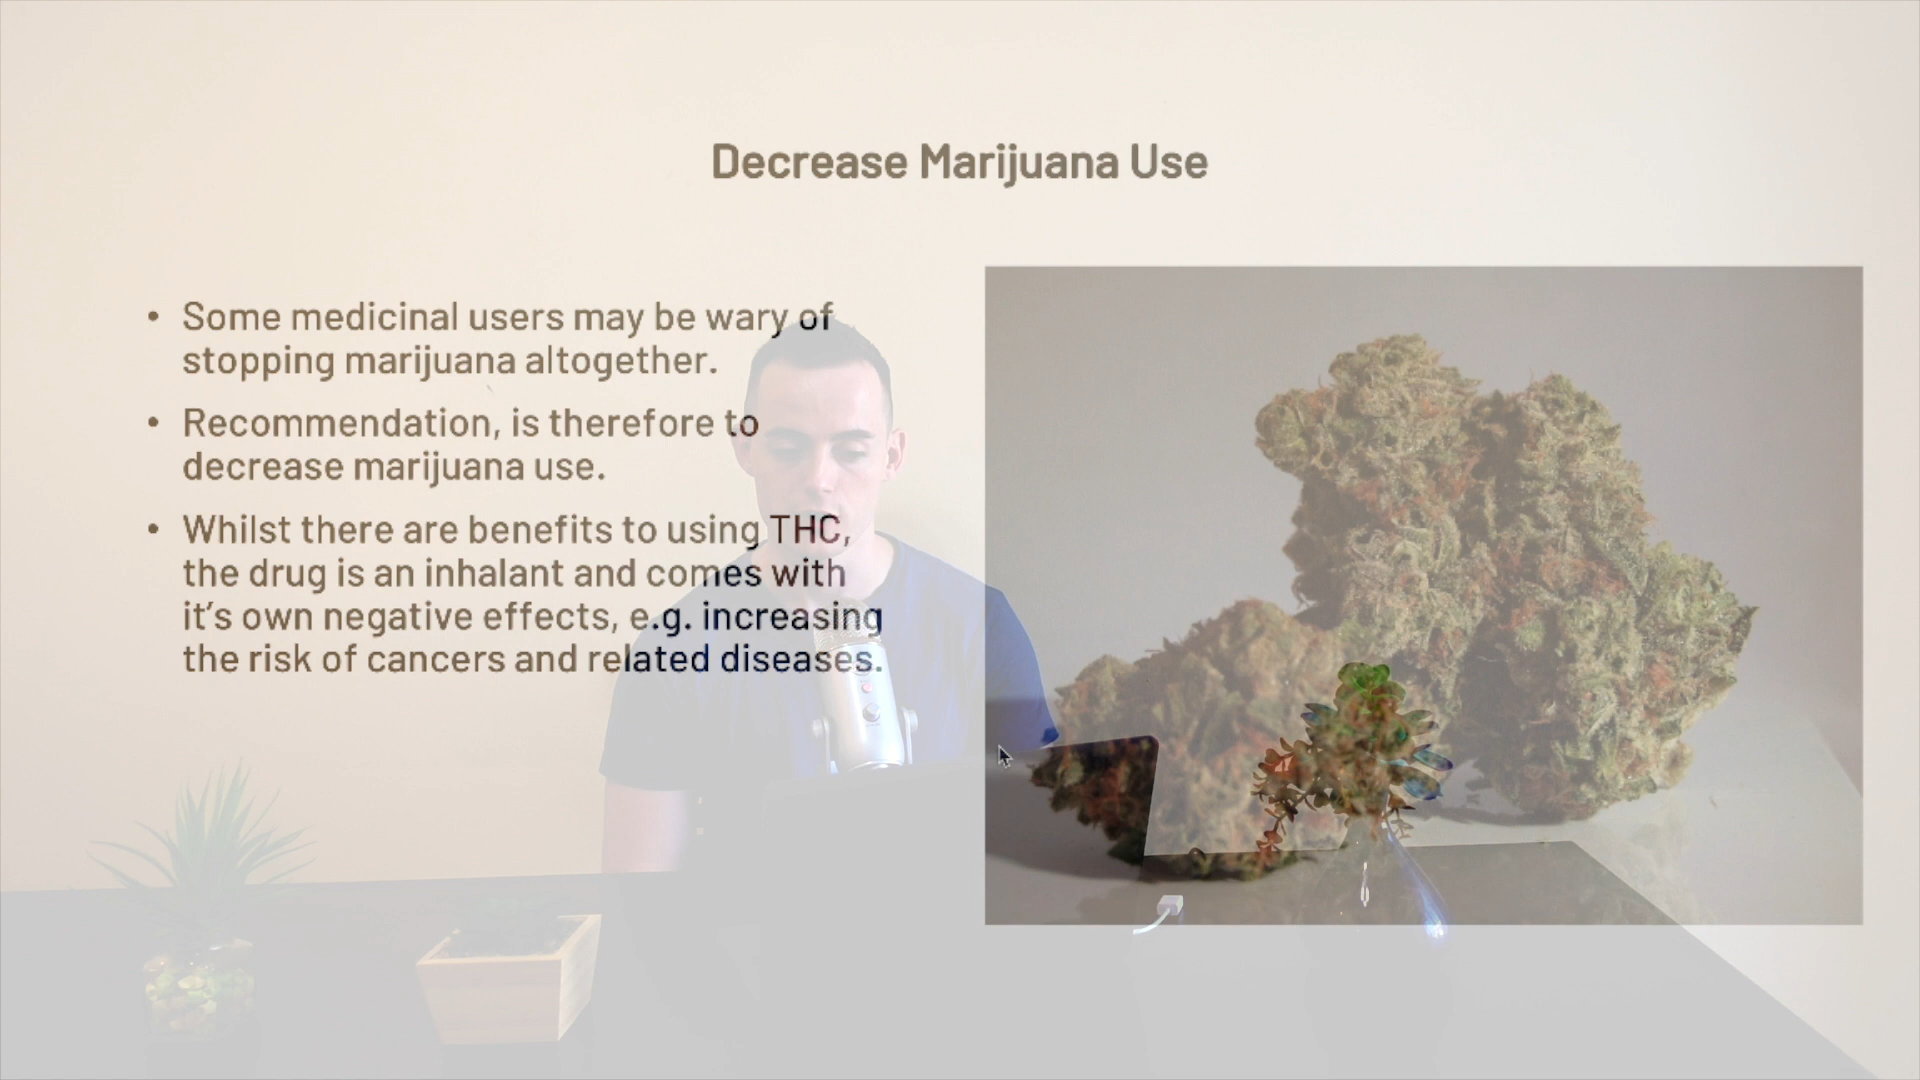 Decrease Marijuana Use
• Some medicinal users may be wary of
stopping marijuana altogether.
• Recommendation, is therefore to
decrease marijuana use.
• Whilst there are benefits to using THC,
the drug is an inhalant and comes with
it's own negative effects, e.g. increasing
the risk of cancers and related diseases.